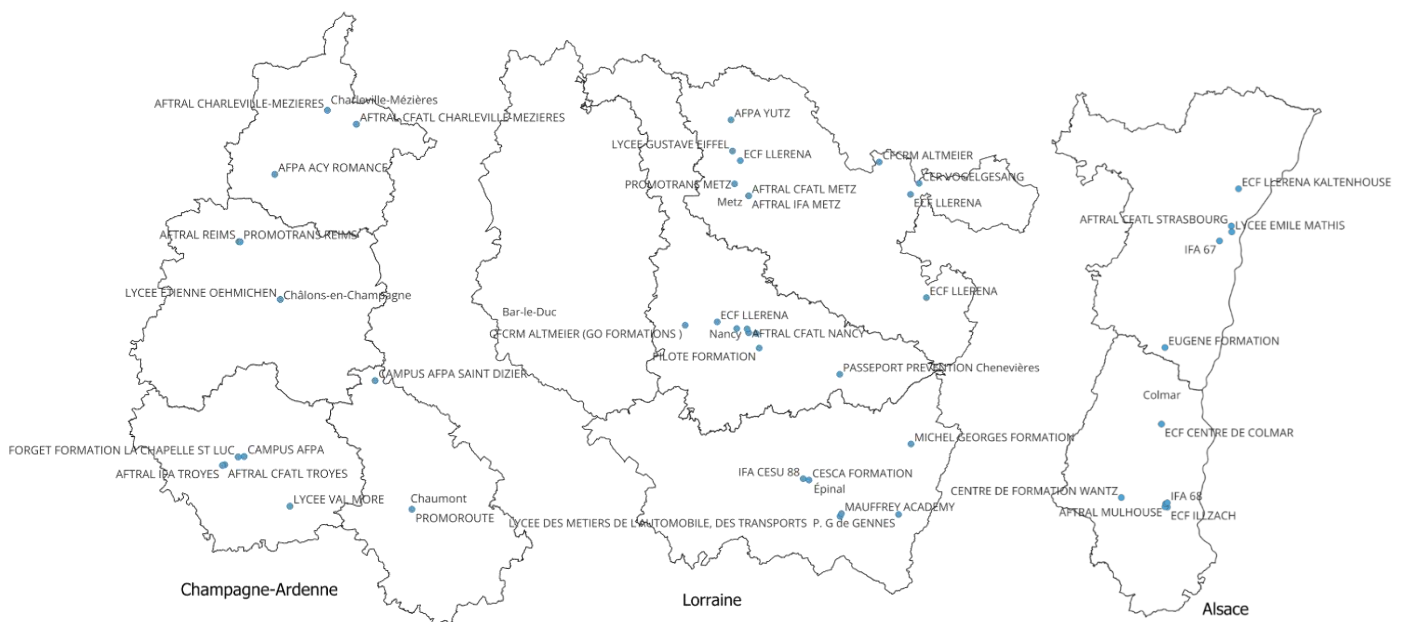 AFTRAL CHARLEVILLE-MEZIERES
Charleville-Mézières
AFTRAL CFATL CHARLEVILLE-MEZIERES
AFPA ACY ROMANCE
AFTRAL REIMS
PROMOTRANS REIMS
LYCEE ETIENNE OEHMICHEN
Châlons-en-Champagne
CAMPUS AFPA SAINT DIZIER
FORGET FORMATION LA CHAPELLE ST LUC
CAMPUS AFPA
AFTRAL IFA TROYES
AFTRAL CFATL TROYES
LYCEE VAL MORE
Chaumont
PROMOROUTE
Champagne-Ardenne
AFPA YUTZ
LYCEE GUSTAVE EIFFEL
ECF LLERENA
CFCRM ALTMEIER
CER VOGELGESANG
ECF LLERENA
PROMOTRANS METZ
AFTRAL CFATL METZ
Metz
AFTRAL IFA METZ
ECF LLERENA
Bar-le-Duc
ECF LLERENA
CFCRM ALTMEIER (GO FORMATIONS )
Nancy
AFTRAL CFATL NANCY
PILOTE FORMATION
PASSEPORT PREVENTION Chenevières
MICHEL GEORGES FORMATION
IFA CESU 88
CESCA FORMATION
Épinal
MAUFFREY ACADEMY
LYCEE DES METIERS DE L'AUTOMOBILE, DES TRANSPORTS P. G de GENNES
Lorraine
ECF LLERENA KALTENHOUSE
AFTRAL CFATL STRASBOURG
LYCEE EMILE MATHIS
IFA 67
EUGENE FORMATION
Colmar
ECF CENTRE DE COLMAR
CENTRE DE FORMATION WANTZ
IFA 68
AFTRAL MULHOUSE
ECF ILLZACH
Alsace